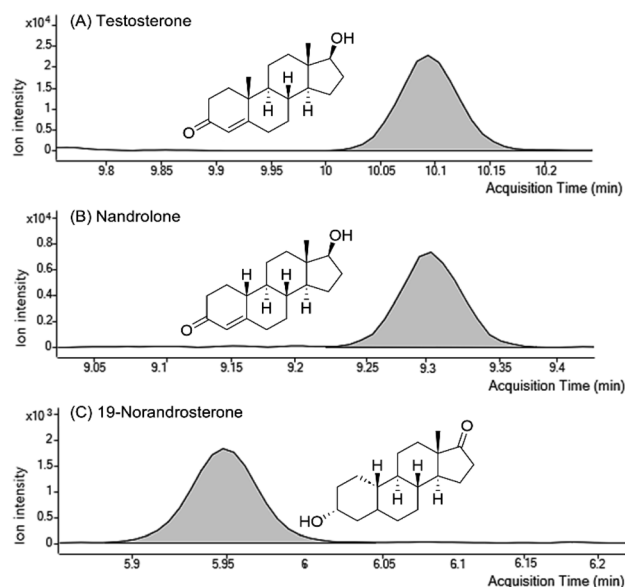 (A) Testosterone
x10⁴
2.5
2
1.5
1
0.5
0
Ion intensity
OH
H
H
H
O
9.8 9.85 9.9 9.95 10 10.05 10.1 10.15 10.2
Acquisition Time (min)
(B) Nandrolone
x10⁴
0.8
0.6
0.4
0.2
0
Ion intensity
OH
H
H
H
H
O
9.05 9.1 9.15 9.2 9.25 9.3 9.35 9.4
Acquisition Time (min)
(C) 19-Norandrosterone
x10³
2
1.5
1
0.5
0
Ion intensity
O
H
H
H
H
HO
5.9 5.95 6 6.05 6.1 6.15 6.2
Acquisition Time (min)